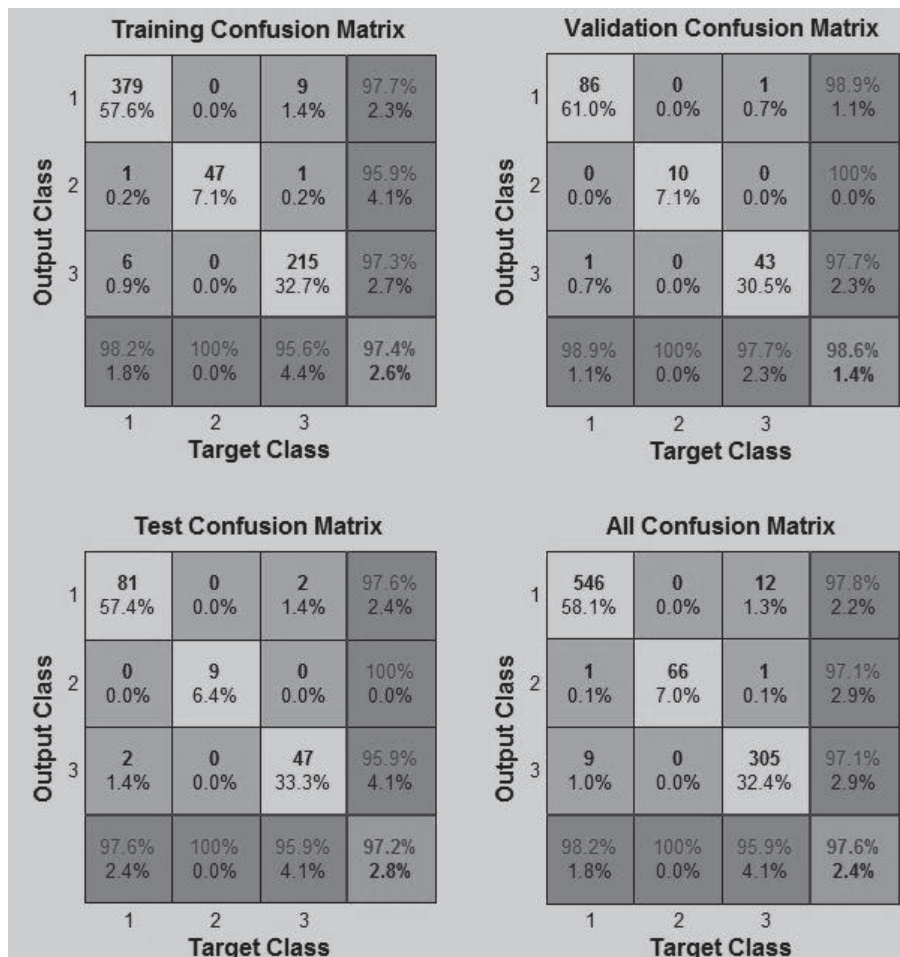 Training Confusion Matrix
1 379 0 9 97.7%
57.6% 0.0% 1.4% 2.3%
2 1 47 1 95.9%
0.2% 7.1% 0.2% 4.1%
3 6 0 215 97.3%
0.9% 0.0% 32.7% 2.7%
98.2% 100% 95.6% 97.4%
1.8% 0.0% 4.4% 2.6%
1 2 3
Target Class
Output Class
Validation Confusion Matrix
1 86 0 1 98.9%
61.0% 0.0% 0.7% 1.1%
2 0 10 0 100%
0.0% 7.1% 0.0% 0.0%
3 1 0 43 97.7%
0.7% 0.0% 30.5% 2.3%
98.9% 100% 97.7% 98.6%
1.1% 0.0% 2.3% 1.4%
1 2 3
Target Class
Output Class
Test Confusion Matrix
1 81 0 2 97.6%
57.4% 0.0% 1.4% 2.4%
2 0 9 0 100%
0.0% 6.4% 0.0% 0.0%
3 2 0 47 95.9%
1.4% 0.0% 33.3% 4.1%
97.6% 100% 95.9% 97.2%
2.4% 0.0% 4.1% 2.8%
1 2 3
Target Class
Output Class
All Confusion Matrix
1 546 0 12 97.8%
58.1% 0.0% 1.3% 2.2%
2 1 66 1 97.1%
0.1% 7.0% 0.1% 2.9%
3 9 0 305 97.1%
1.0% 0.0% 32.4% 2.9%
98.2% 100% 95.9% 97.6%
1.8% 0.0% 4.1% 2.4%
1 2 3
Target Class
Output Class